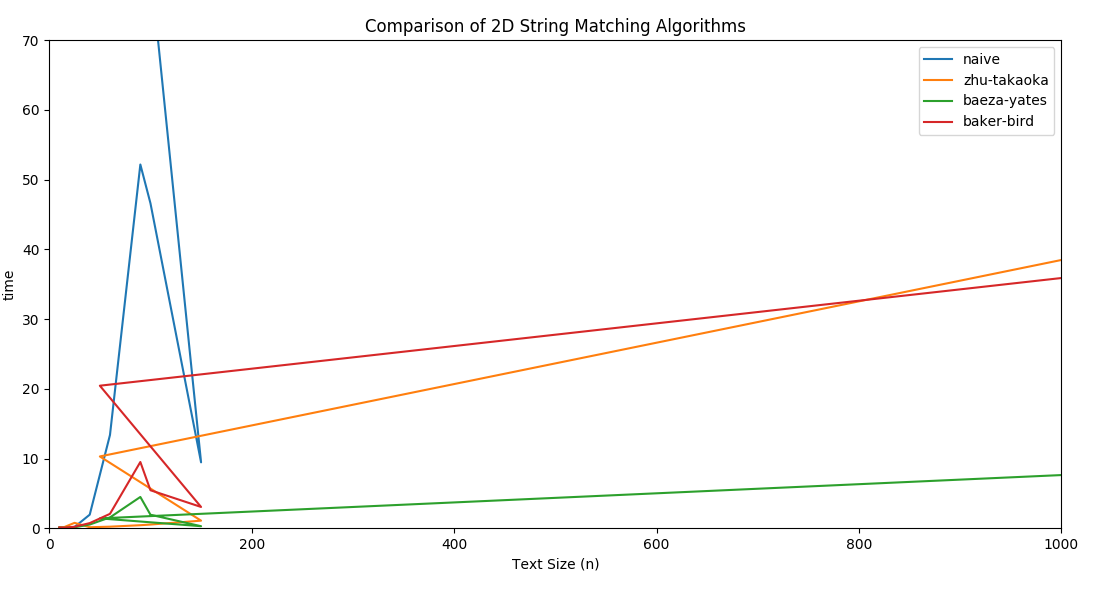 Comparison of 2D String Matching Algorithms
70
60
50
40
30
20
10
0
time
naive
zhu-takaoka
baeza-yates
baker-bird
0
200
400
600
800
1000
Text Size (n)